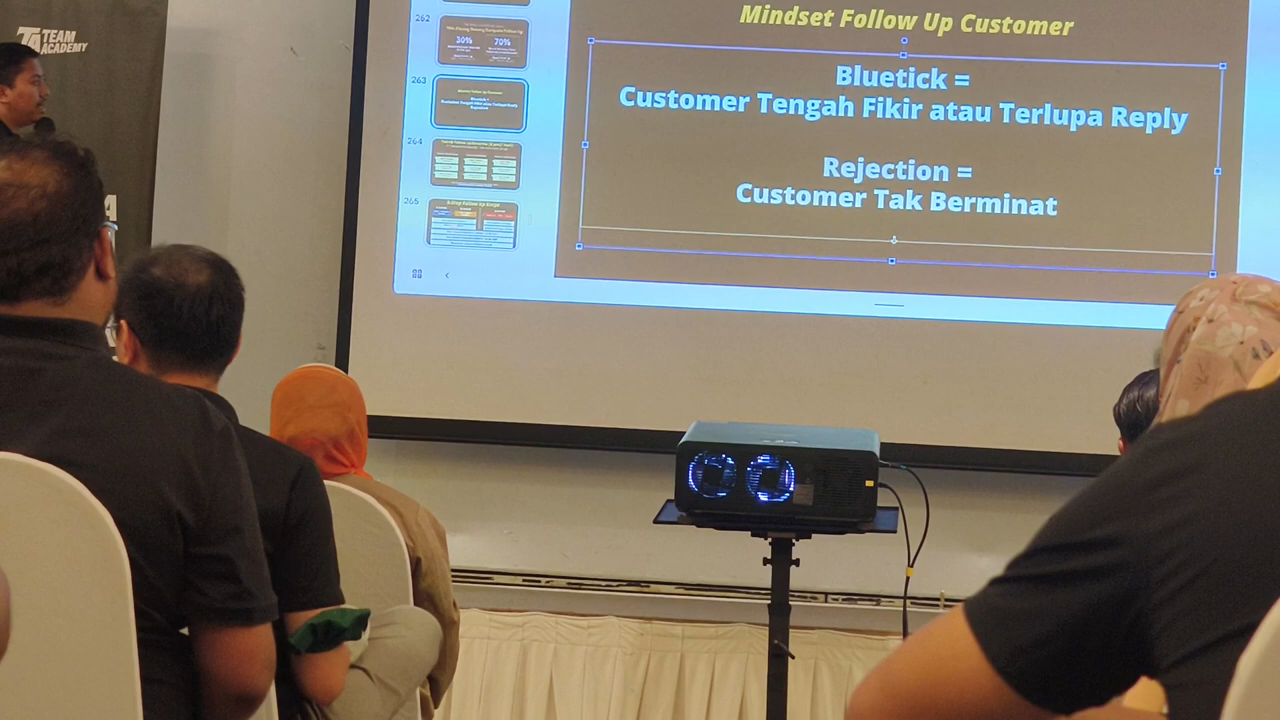 TA TEAM
ACADEMY
262
30%
70%
263
264
265
Mindset Follow Up Customer
Bluetick =
Customer Tengah Fikir atau Terlupa Reply
Rejection =
Customer Tak Berminat